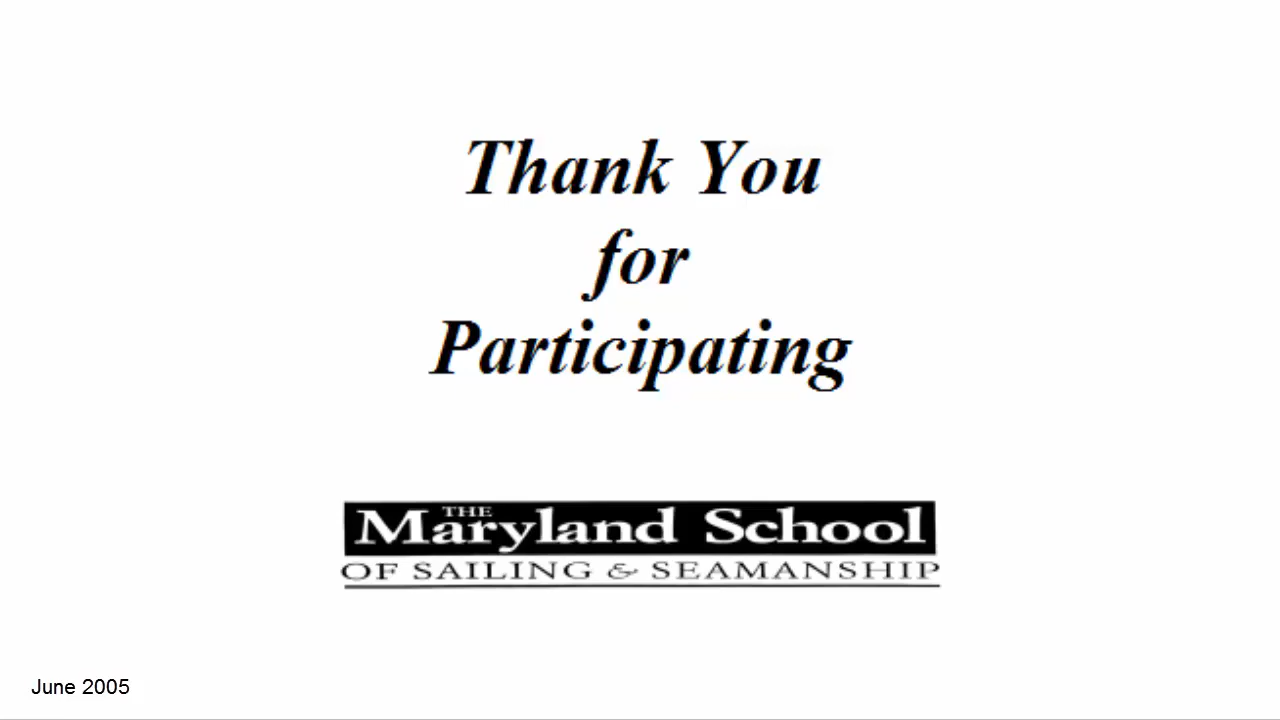 Thank You
for
Participating
THE
Maryland School
OF SAILING & SEAMANSHIP
June 2005